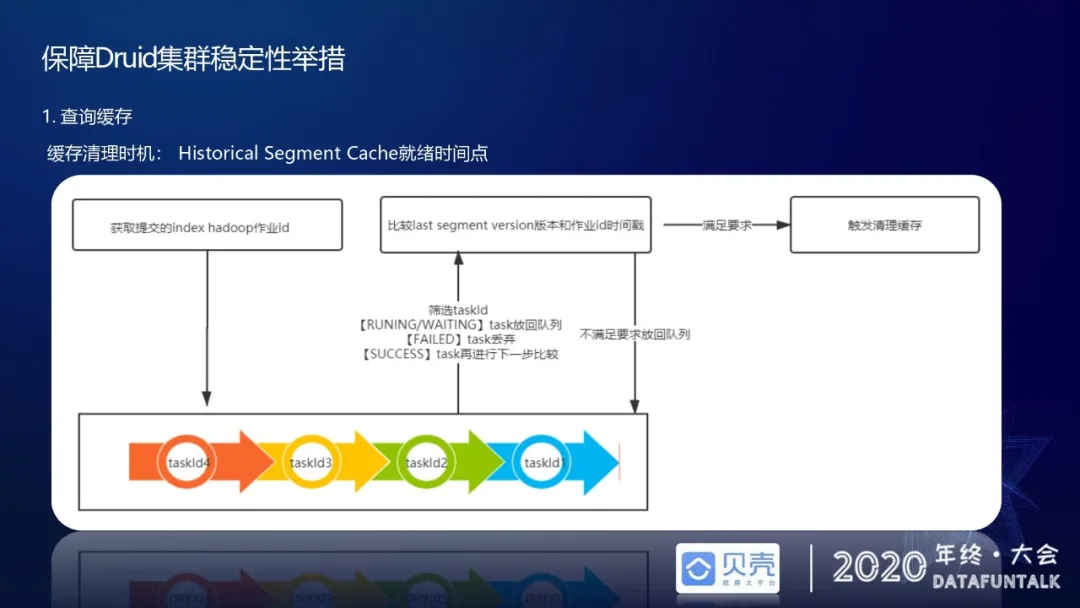 保障Druid集群稳定性举措
1. 查询缓存
缓存清理时机： Historical Segment Cache就绪时间点
获取提交的index hadoop作业id
比较last segment version版本和作业id时间戳
满足要求
触发清理缓存
筛选taskId
【RUNING/WAITING】task放回队列
【FAILED】task丢弃
【SUCCESS】task再进行下一步比较
不满足要求放回队列
taskId4
taskId3
taskId2
taskId1
贝壳
2020
年终·大会
DATAFUNTALK